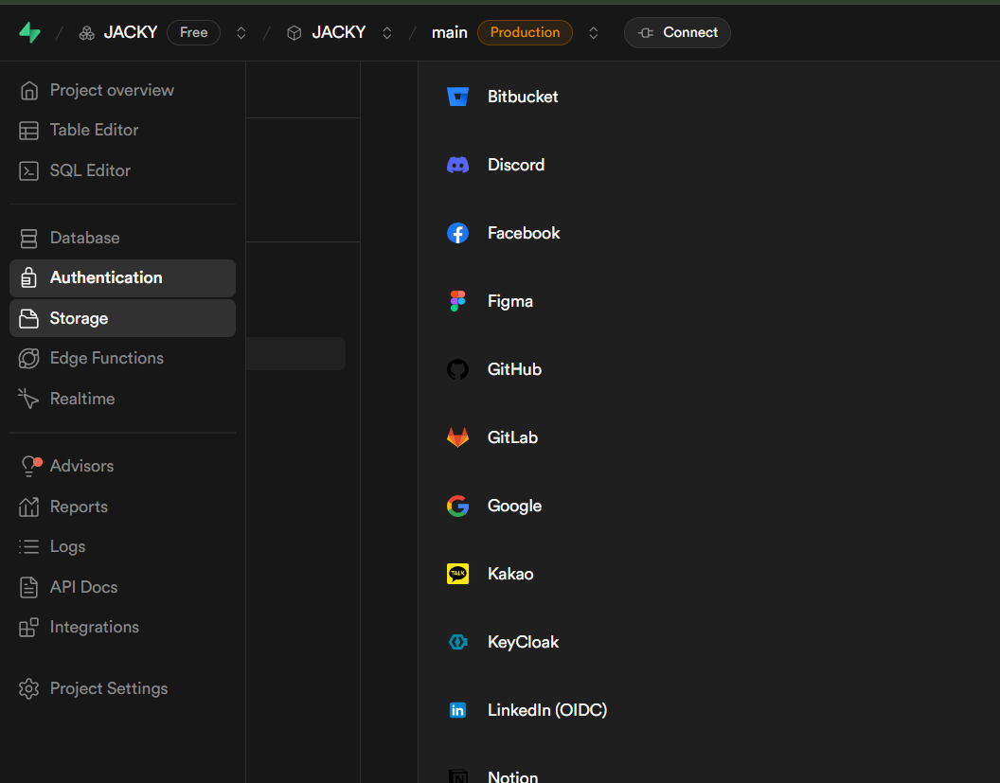 JACKY Free JACKY main Production Connect
Project overview
Table Editor
SQL Editor
Database
Authentication
Storage
Edge Functions
Realtime
Advisors
Reports
Logs
API Docs
Integrations
Project Settings
Bitbucket
Discord
Facebook
Figma
GitHub
GitLab
Google
TALK
Kakao
KeyCloak
in
LinkedIn (OIDC)
Notion